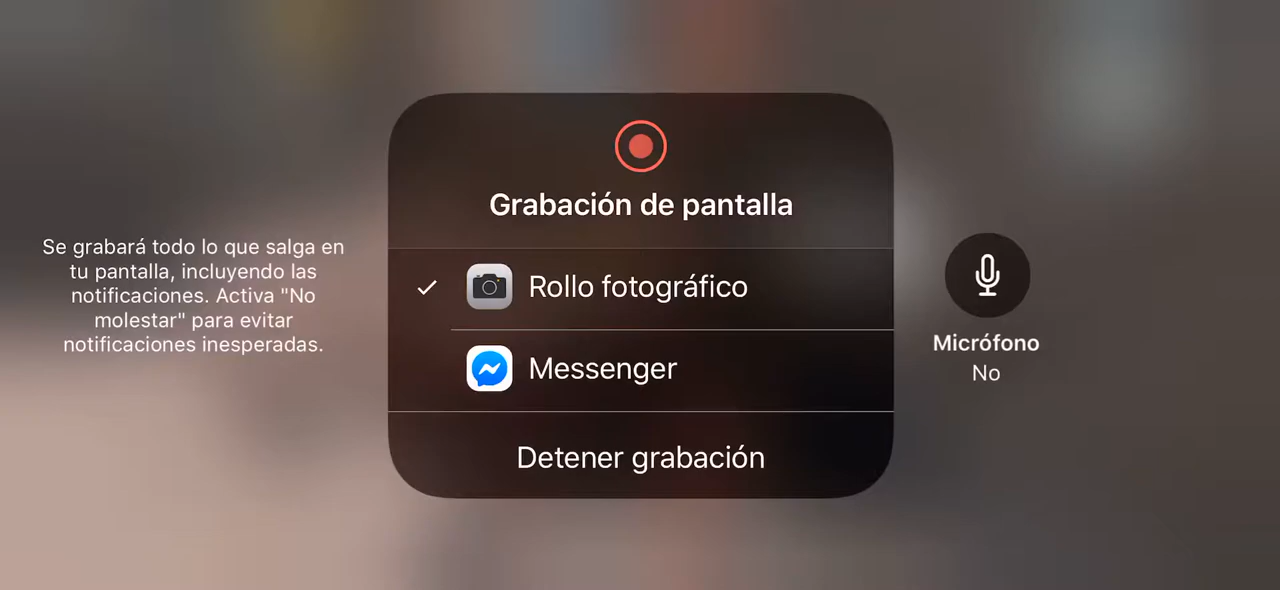 Grabación de pantalla
Se grabará todo lo que salga en
tu pantalla, incluyendo las
notificaciones. Activa "No
molestar" para evitar
notificaciones inesperadas.
Rollo fotográfico
Messenger
Detener grabación
Micrófono
No